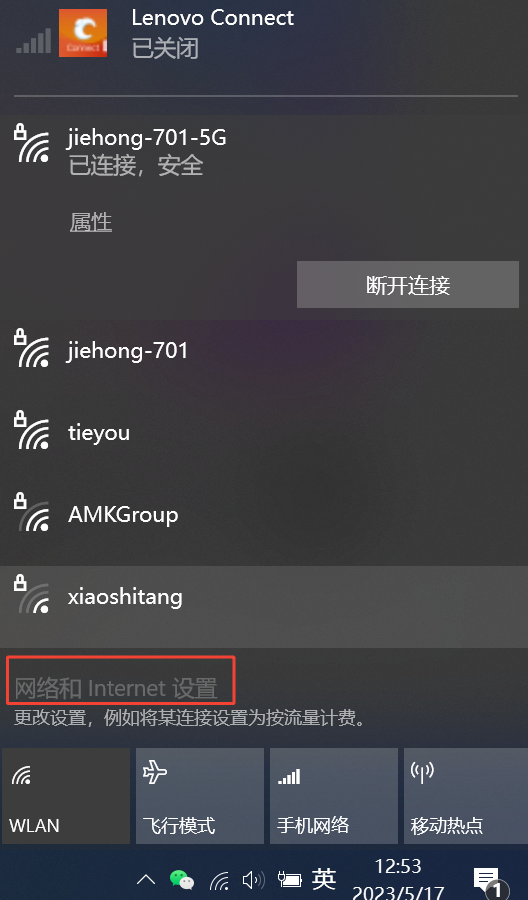 Lenovo Connect
Connect
已关闭
jiehong-701-5G
已连接，安全
属性
断开连接
jiehong-701
tieyou
AMKGroup
xiaoshitang
网络和 Internet 设置
更改设置，例如将某连接设置为按流量计费。
WLAN
飞行模式
手机网络
移动热点
英
12:53
2023/5/17
1